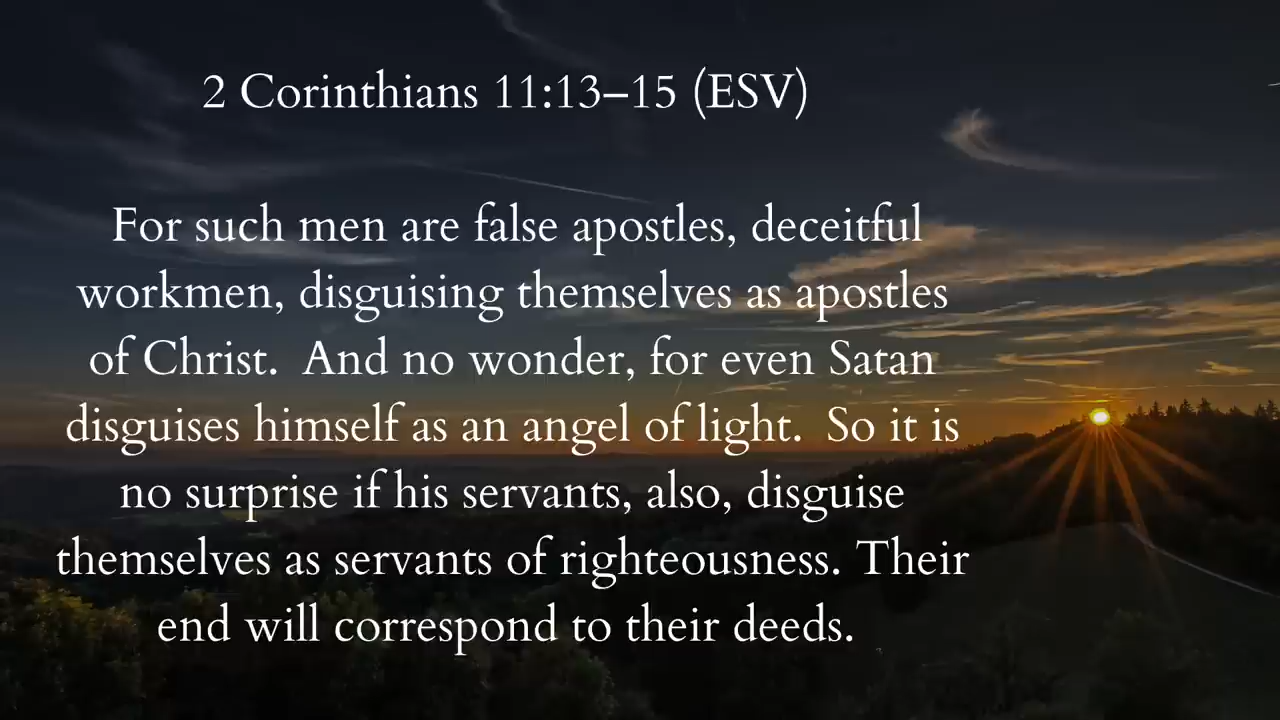 2 Corinthians 11:13–15 (ESV)
For such men are false apostles, deceitful
workmen, disguising themselves as apostles
of Christ.  And no wonder, for even Satan
disguises himself as an angel of light.  So it is
no surprise if his servants, also, disguise
themselves as servants of righteousness. Their
end will correspond to their deeds.